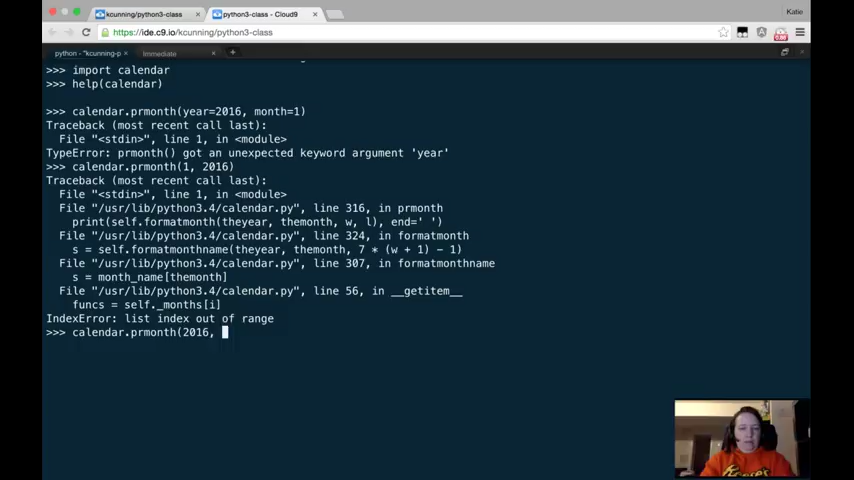 kcunning/python3-class
python3-class - Cloud9
Katie
https://ide.c9.io/kcunning/python3-class
python - "kcunning-p
Immediate
>>> import calendar
>>> help(calendar)
>>> calendar.prmonth(year=2016, month=1)
Traceback (most recent call last):
File "<stdin>", line 1, in <module>
TypeError: prmonth() got an unexpected keyword argument 'year'
>>> calendar.prmonth(1, 2016)
Traceback (most recent call last):
File "<stdin>", line 1, in <module>
File "/usr/lib/python3.4/calendar.py", line 316, in prmonth
print(self.formatmonth(theyear, themonth, w, l), end=' ')
File "/usr/lib/python3.4/calendar.py", line 324, in formatmonth
s = self.formatmonthname(theyear, themonth, 7 * (w + 1) - 1)
File "/usr/lib/python3.4/calendar.py", line 307, in formatmonthname
s = month_name[themonth]
File "/usr/lib/python3.4/calendar.py", line 56, in __getitem__
funcs = self._months[i]
IndexError: list index out of range
>>> calendar.prmonth(2016,